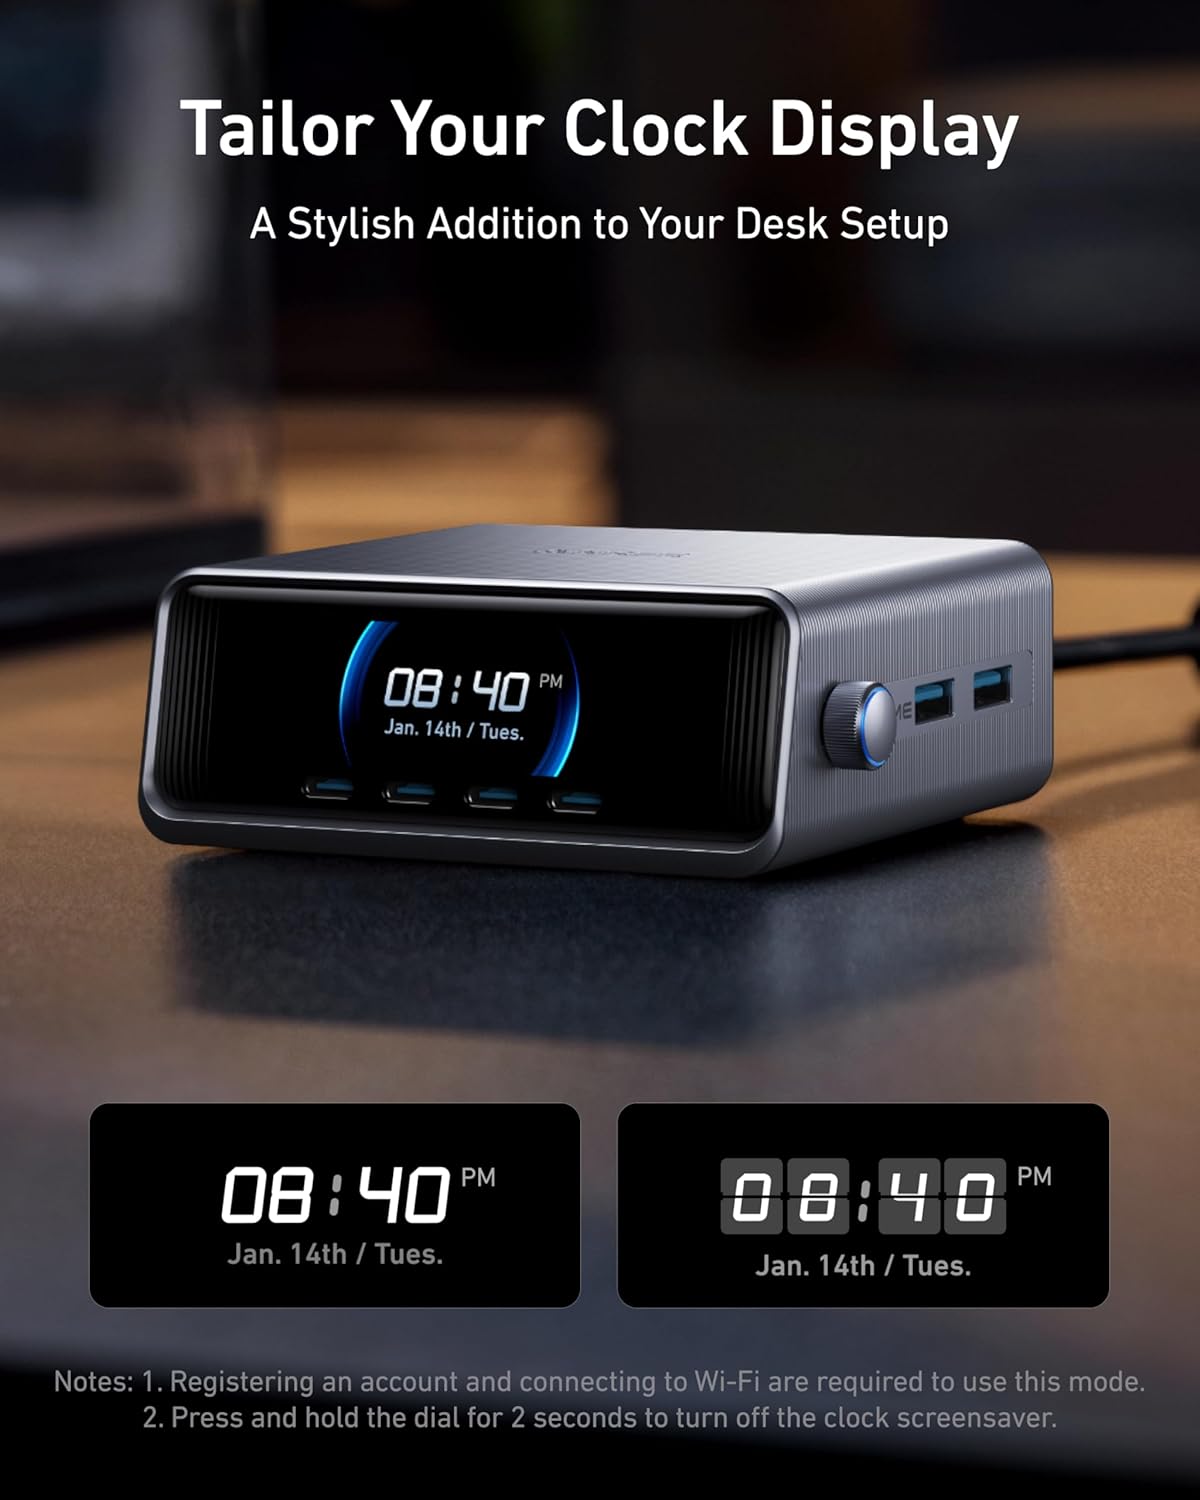 Tailor Your Clock Display
A Stylish Addition to Your Desk Setup
08:40 PM
Jan. 14th / Tues.
08:40 PM
Jan. 14th / Tues.
08:40 PM
Jan. 14th / Tues.
Notes: 1. Registering an account and connecting to Wi-Fi are required to use this mode.
2. Press and hold the dial for 2 seconds to turn off the clock screensaver.